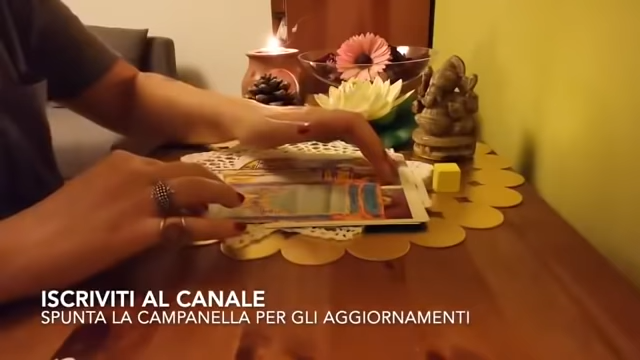 ISCRIVITI AL CANALE
SPUNTA LA CAMPANELLA PER GLI AGGIORNAMENTI